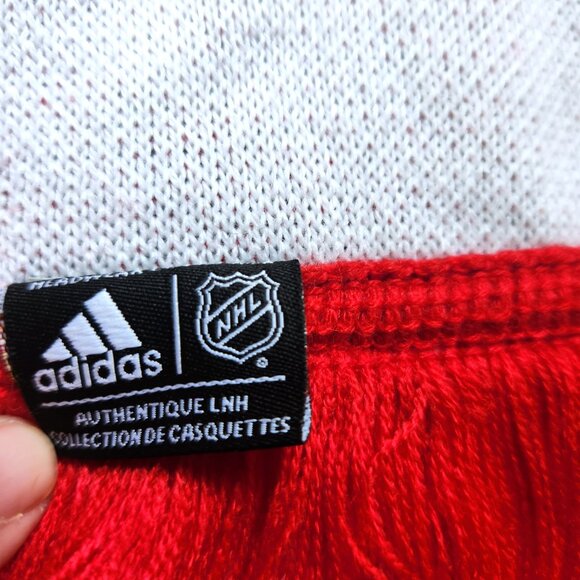 adidas
NHL
AUTHENTIQUE LNH
COLLECTION DE CASQUETTES